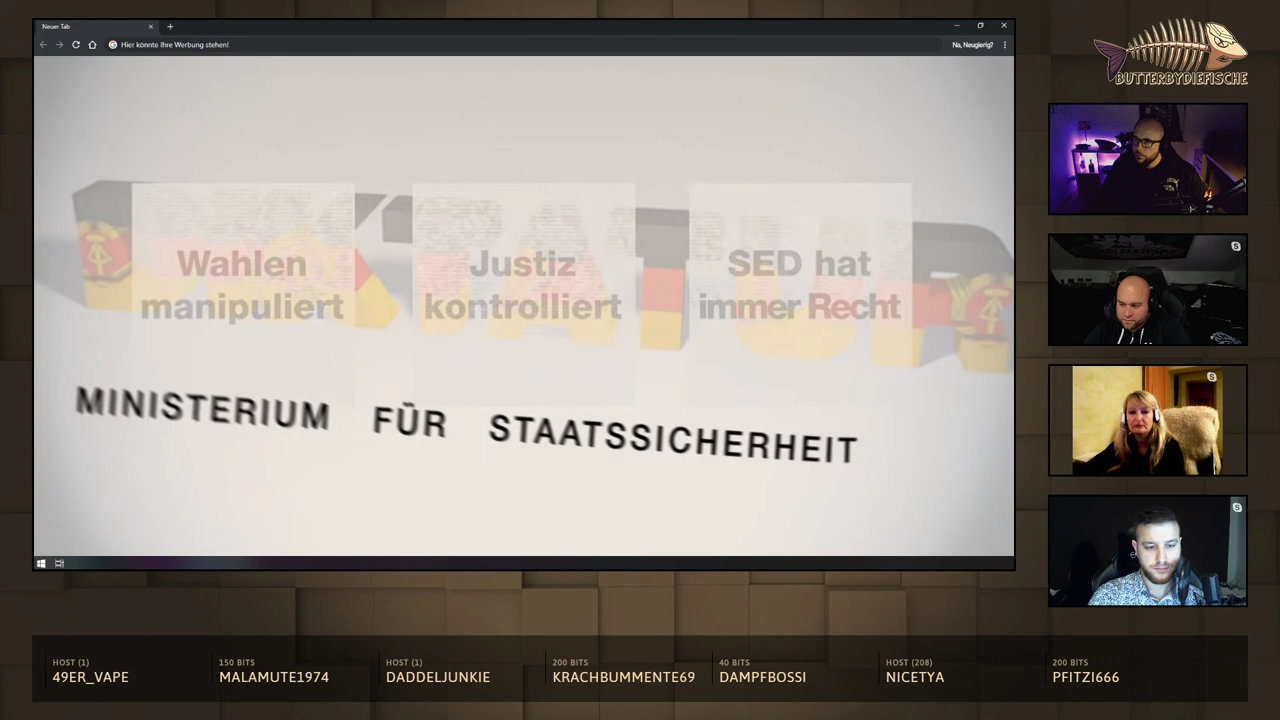 Neuer Tab
Hier könnte Ihre Werbung stehen!
Na, Neugierig?
BUTTERBYDIEFISCHE
DIKTATUR
Wahlen
manipuliert
Justiz
kontrolliert
SED hat
immer Recht
MINISTERIUM FÜR STAATSSICHERHEIT
HOST (1)
49ER_VAPE
150 BITS
MALAMUTE1974
HOST (1)
DADDELJUNKIE
200 BITS
KRACHBUMMENTE69
40 BITS
DAMPFBOSSI
HOST (208)
NICETYA
200 BITS
PFITZI666